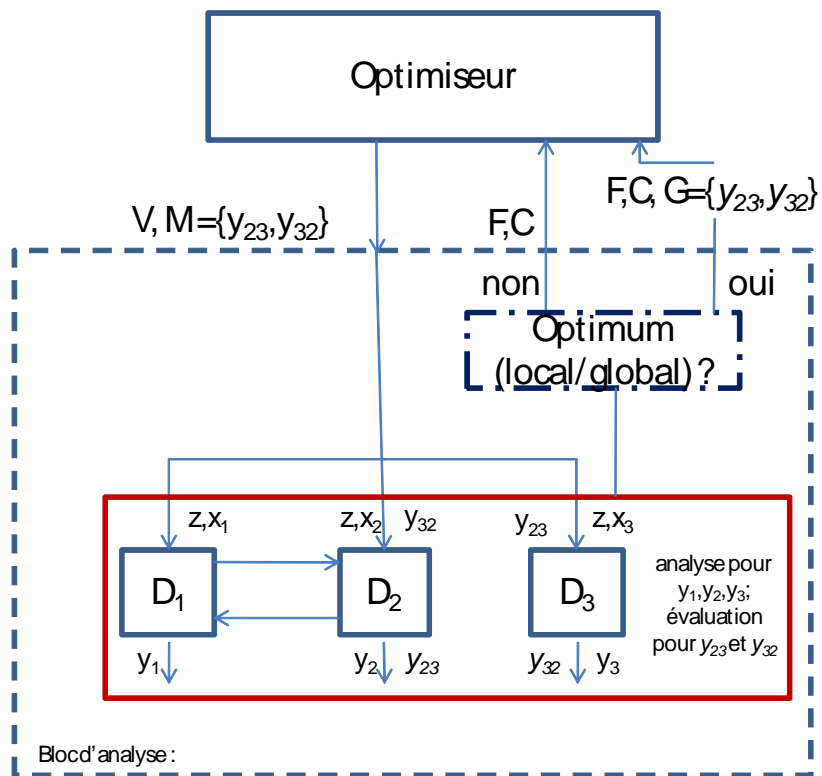 Optimiseur
V, M={y₂₃,y₃₂}
F,C
F,C, G={y₂₃,y₃₂}
non
oui
Optimum
(local/global) ?
z,x₁
z,x₂
y₃₂
y₂₃
z,x₃
D₁
D₂
D₃
analyse pour
y₁,y₂,y₃;
évaluation
pour y₂₃ et y₃₂
y₁
y₂
y₂₃
y₃₂
y₃
Bloc d'analyse :